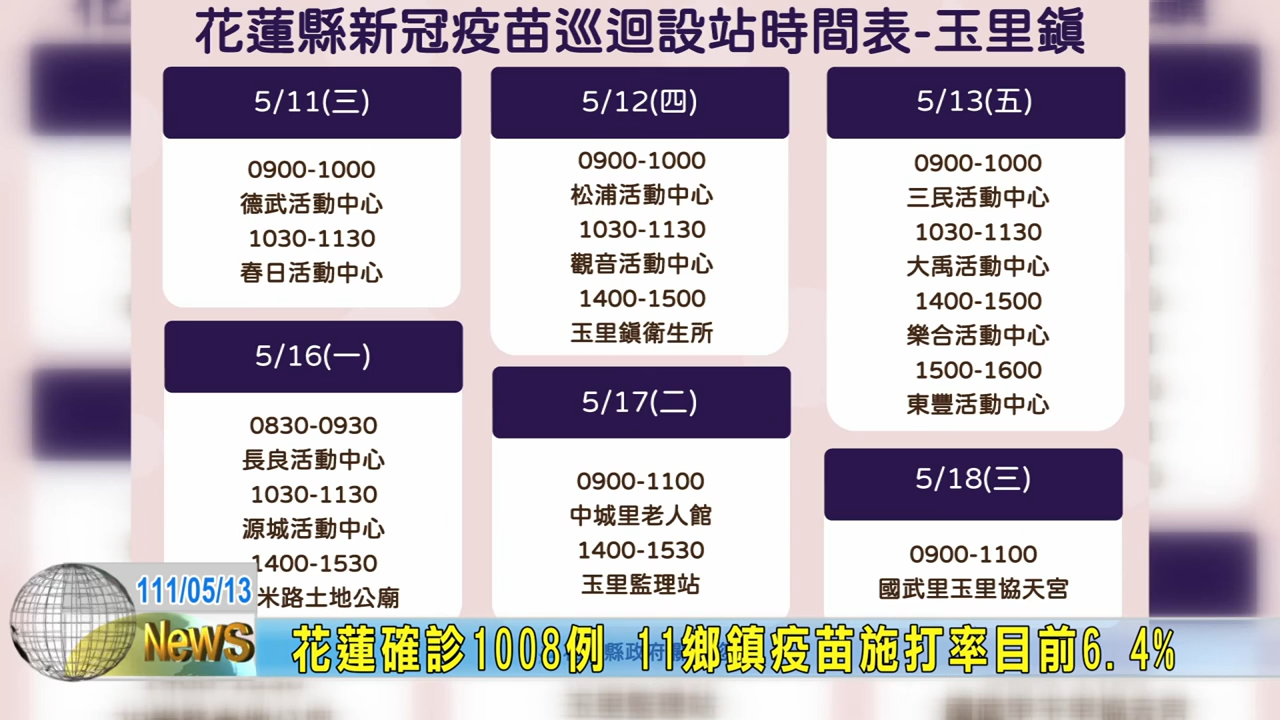 花蓮縣新冠疫苗巡迴設站時間表-玉里鎮
5/11(三)
0900-1000
德武活動中心
1030-1130
春日活動中心
5/12(四)
0900-1000
松浦活動中心
1030-1130
觀音活動中心
1400-1500
玉里鎮衛生所
5/13(五)
0900-1000
三民活動中心
1030-1130
大禹活動中心
1400-1500
樂合活動中心
1500-1600
東豐活動中心
5/16(一)
0830-0930
長良活動中心
1030-1130
源城活動中心
1400-1530
米路土地公廟
5/17(二)
0900-1100
中城里老人館
1400-1530
玉里監理站
5/18(三)
0900-1100
國武里玉里協天宮
111/05/13
NewS
花蓮確診1008例 11鄉鎮疫苗施打率目前6.4%
縣政府